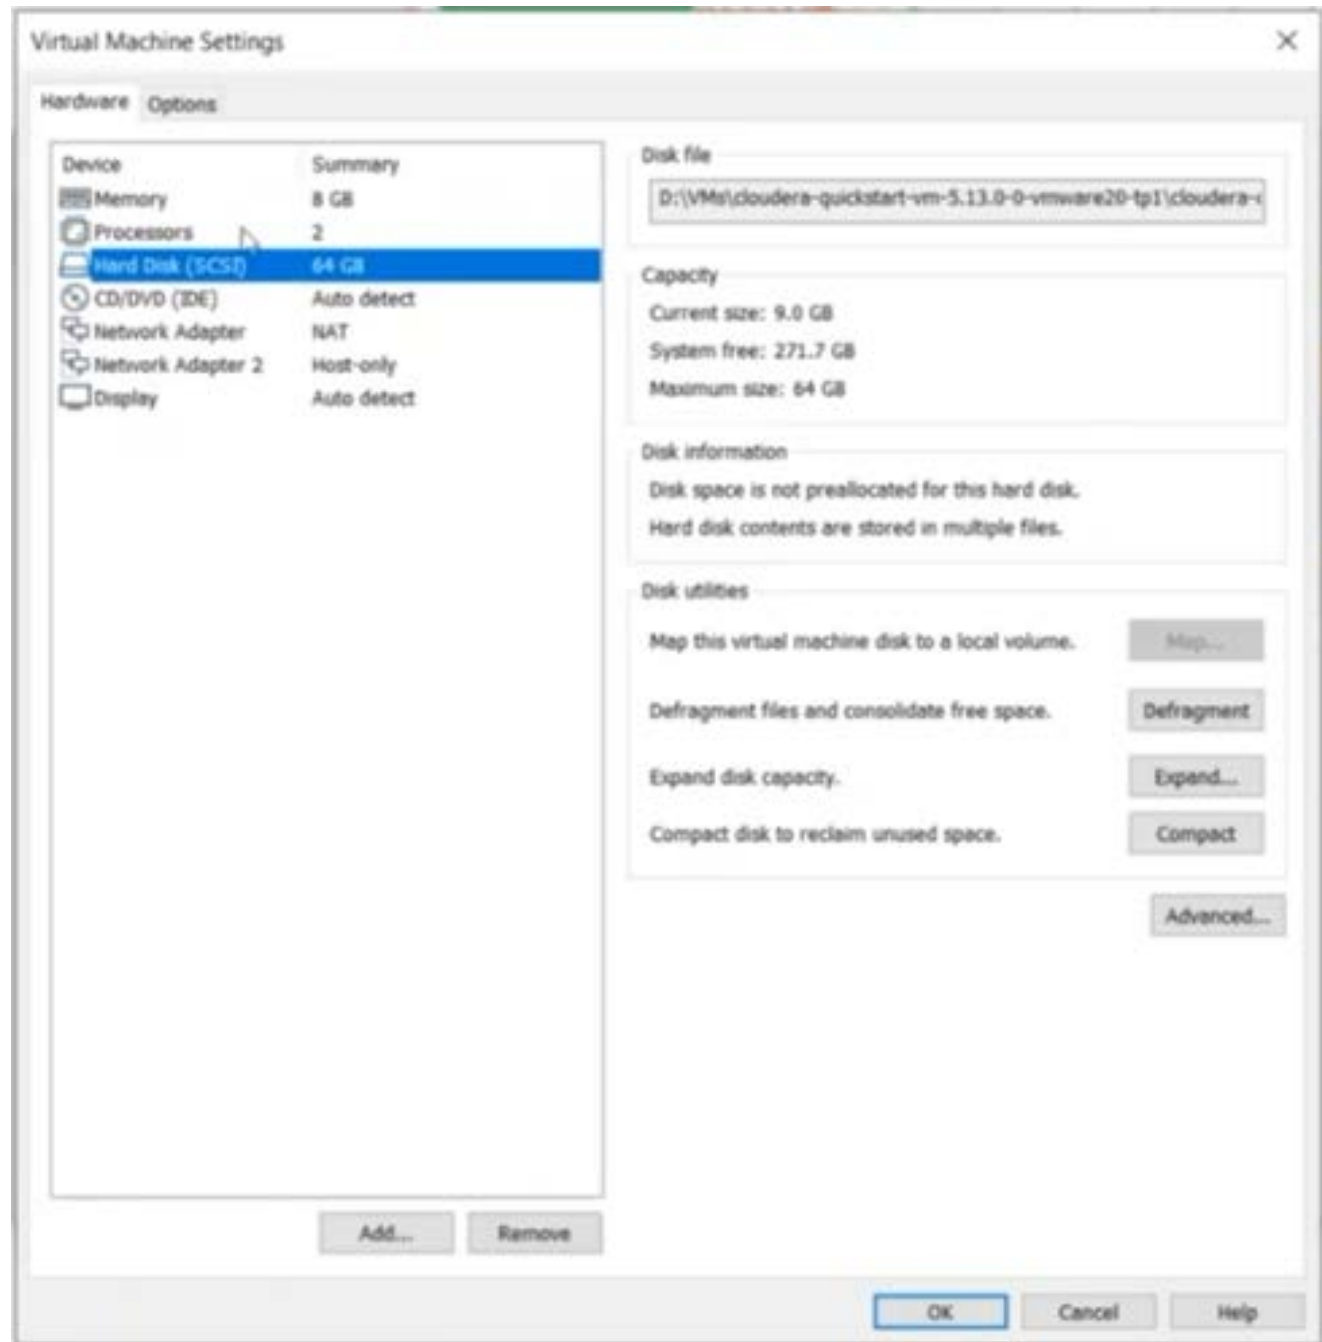 Virtual Machine Settings
Hardware Options
Device Summary
Memory 8 GB
Processors 2
Hard Disk (SCSI) 64 GB
CD/DVD (IDE) Auto detect
Network Adapter NAT
Network Adapter 2 Host-only
Display Auto detect
Add... Remove
Disk file
D:\VMs\cloudera-quickstart-vm-5.13.0-0-vmware20-tp1\cloudera-
Capacity
Current size: 9.0 GB
System free: 271.7 GB
Maximum size: 64 GB
Disk information
Disk space is not preallocated for this hard disk.
Hard disk contents are stored in multiple files.
Disk utilities
Map this virtual machine disk to a local volume. Map...
Defragment files and consolidate free space. Defragment
Expand disk capacity. Expand...
Compact disk to reclaim unused space. Compact
Advanced...
OK Cancel Help